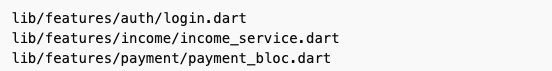 lib/features/auth/login.dart
lib/features/income/income_service.dart
lib/features/payment/payment_bloc.dart